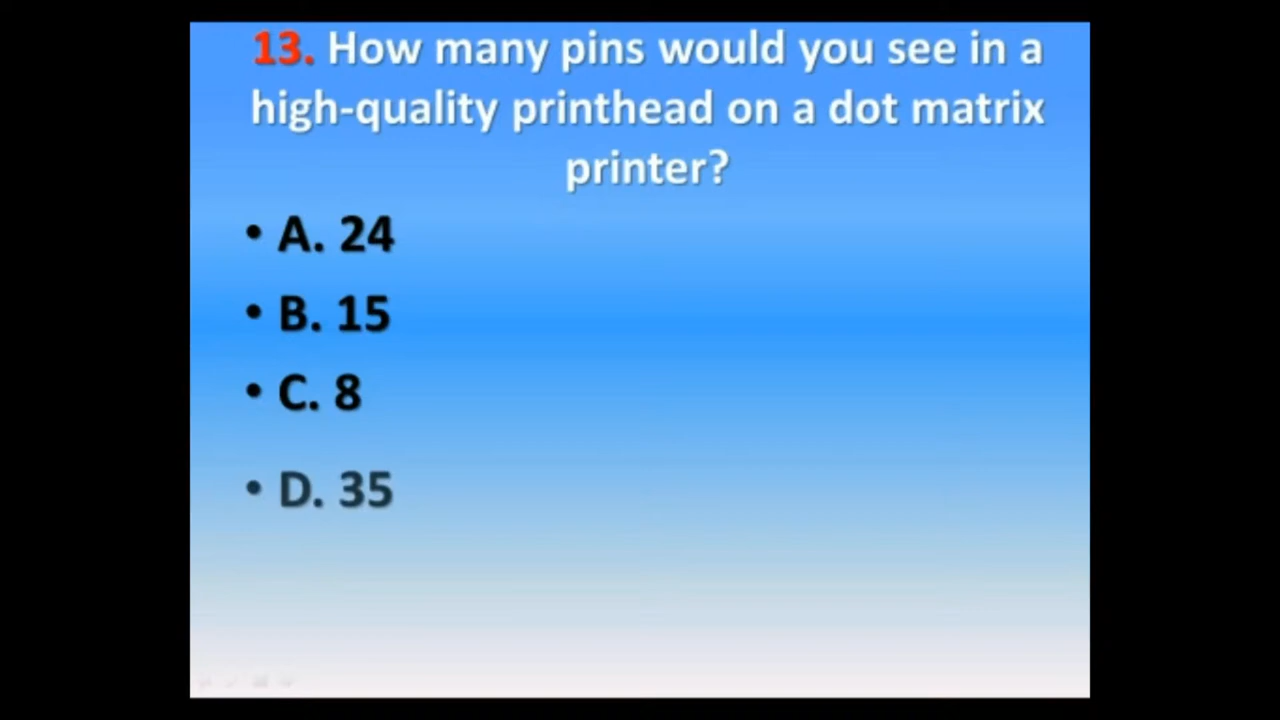 13. How many pins would you see in a
high-quality printhead on a dot matrix
printer?
• A. 24
• B. 15
• C. 8
• D. 35